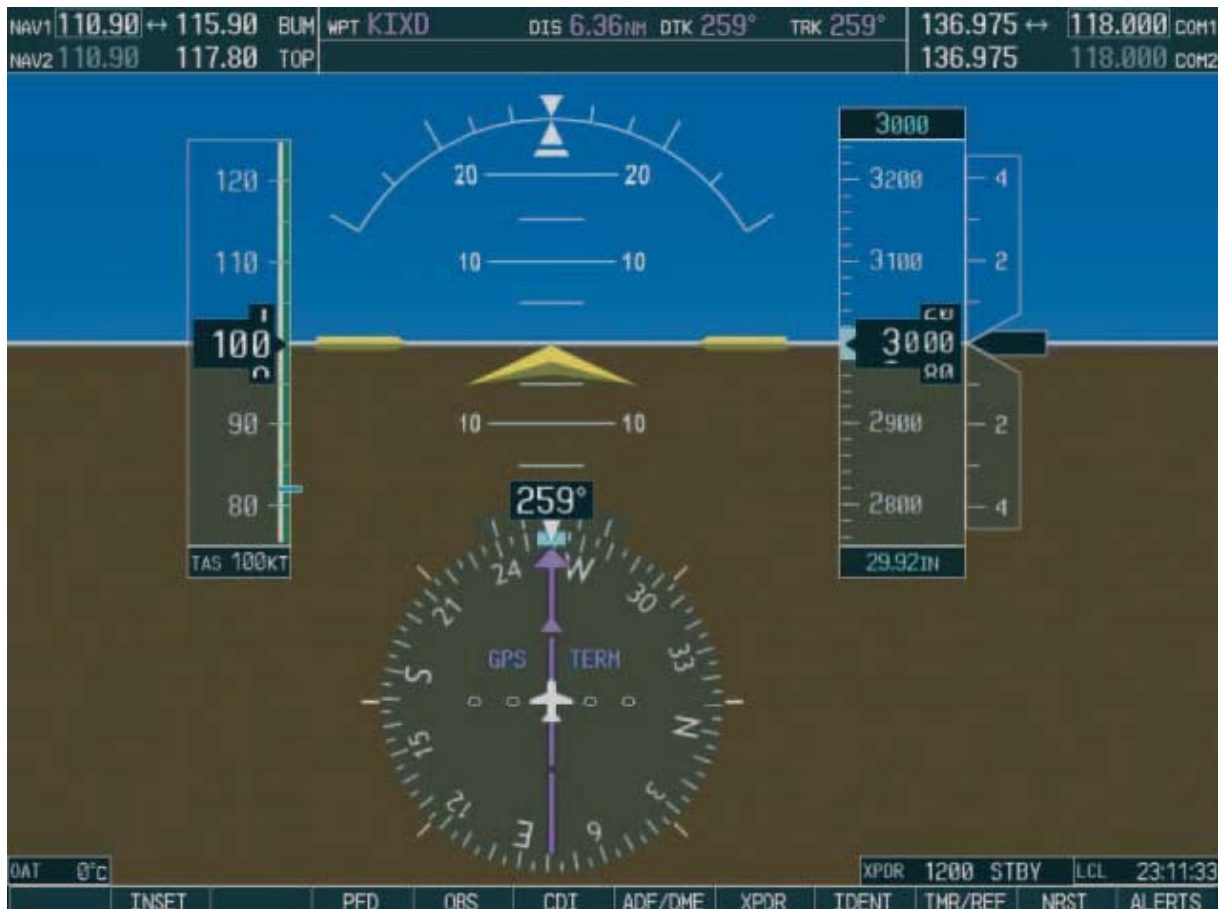 NAV1 110.90 ↔ 115.90 BUM WPT KIXD DIS 6.36NM DTK 259° TRK 259° 136.975 ↔ 118.000 COM1
NAV2 110.90 117.80 TOP 136.975 118.000 COM2
3000
20 20
120
3200
4
10 10
110
3100
2
100
3000
20
80
10 10
90
2900
2
80
2800
4
259°
TAS 100KT
29.92IN
24 W
21 30
GPS TERM
S 33
15 N
12 3
E 6
OAT 0°C
XPDR 1200 STBY LCL 23:11:33
INSET PFD OBS CDI ADF/DME XPDR IDENT TMR/REF NRST ALERTS